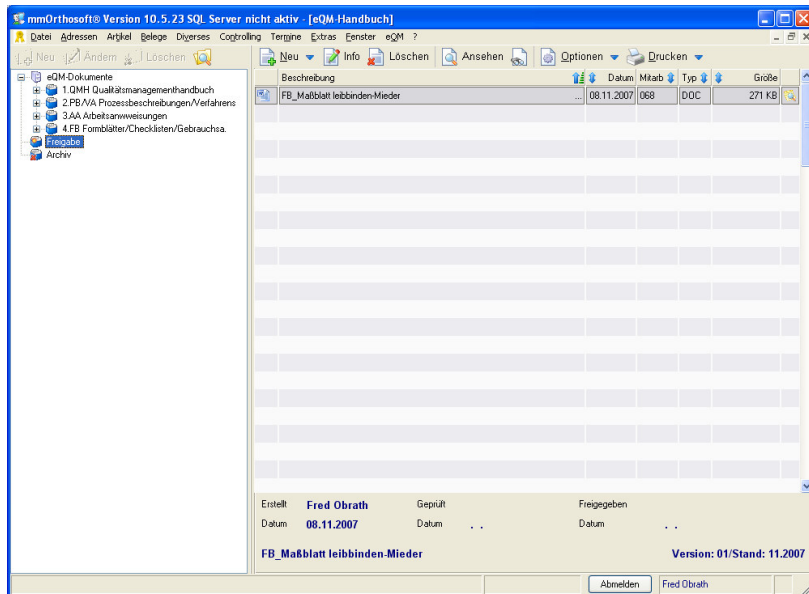 mmOrthosoft® Version 10.5.23 SQL Server nicht aktiv - [eQM-Handbuch]
Datei Adressen Artikel Belege Diverses Controlling Termine Extras Fenster eQM ?
Neu Ändern Löschen Neu Info Löschen Ansehen Optionen Drucken
eQM-Dokumente
1.QMH Qualitätsmanagementhandbuch
2.PB/VA Prozessbeschreibungen/Verfahrens
3.AA Arbeitsanwweisungen
4.FB Formblätter/Checklisten/Gebrauchsa.
Freigabe
Archiv
Beschreibung Datum Mitarb Typ Größe
FB_Maßblatt leibbinden-Mieder ... 08.11.2007 068 DOC 271 KB
Erstellt Fred Obrath Geprüft Freigegeben
Datum 08.11.2007 Datum . . Datum . .
FB_Maßblatt leibbinden-Mieder Version: 01/Stand: 11.2007
Abmelden Fred Obrath